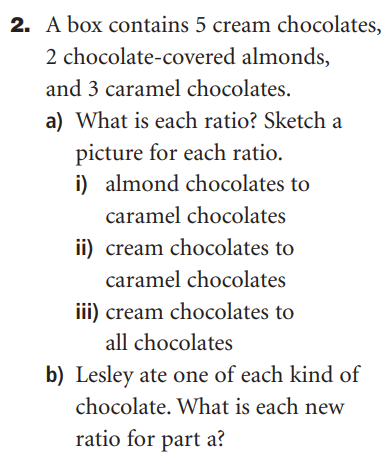 2. A box contains 5 cream chocolates,
2 chocolate-covered almonds,
and 3 caramel chocolates.
a) What is each ratio? Sketch a
picture for each ratio.
i) almond chocolates to
caramel chocolates
ii) cream chocolates to
caramel chocolates
iii) cream chocolates to
all chocolates
b) Lesley ate one of each kind of
chocolate. What is each new
ratio for part a?